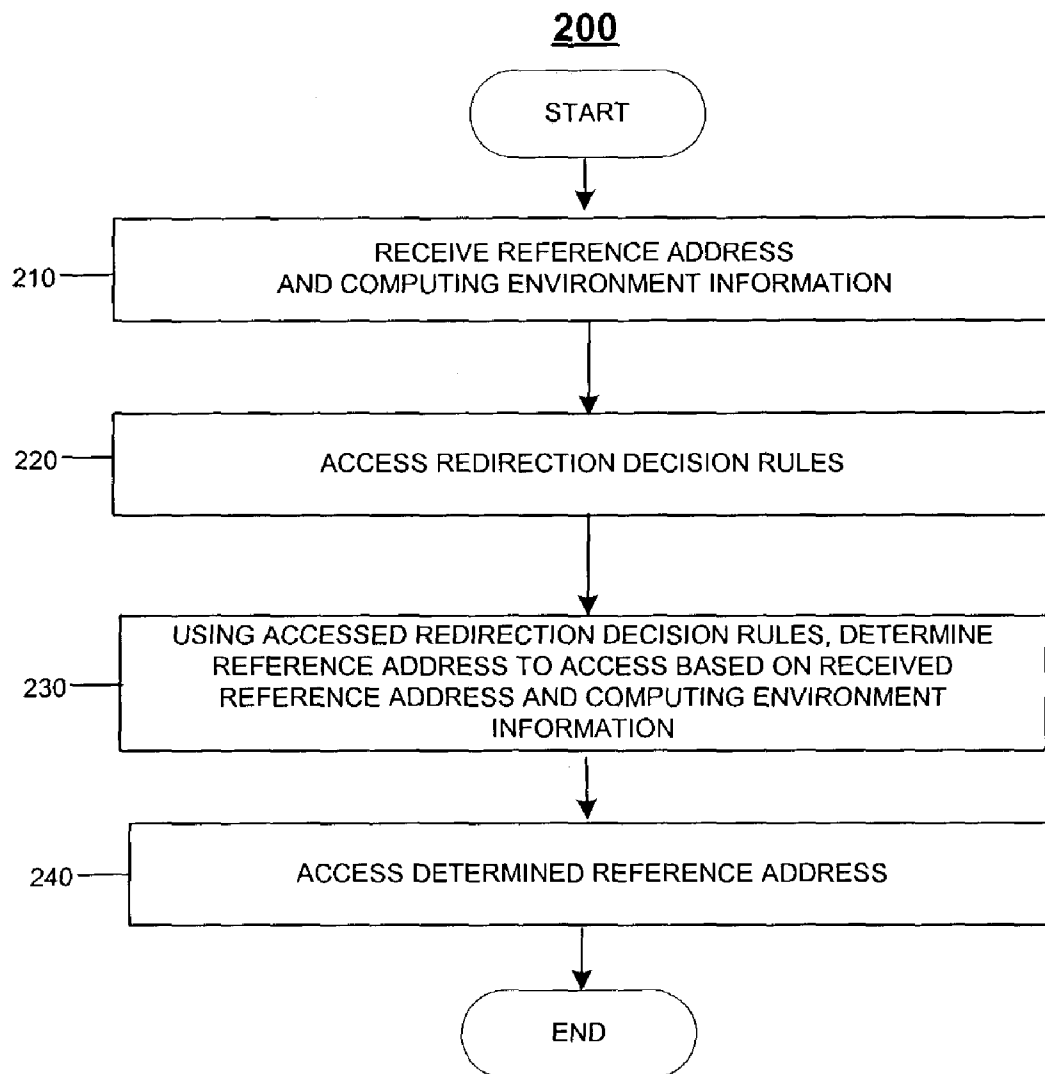 200
START
210
RECEIVE REFERENCE ADDRESS
AND COMPUTING ENVIRONMENT INFORMATION
220
ACCESS REDIRECTION DECISION RULES
230
USING ACCESSED REDIRECTION DECISION RULES, DETERMINE
REFERENCE ADDRESS TO ACCESS BASED ON RECEIVED
REFERENCE ADDRESS AND COMPUTING ENVIRONMENT
INFORMATION
240
ACCESS DETERMINED REFERENCE ADDRESS
END